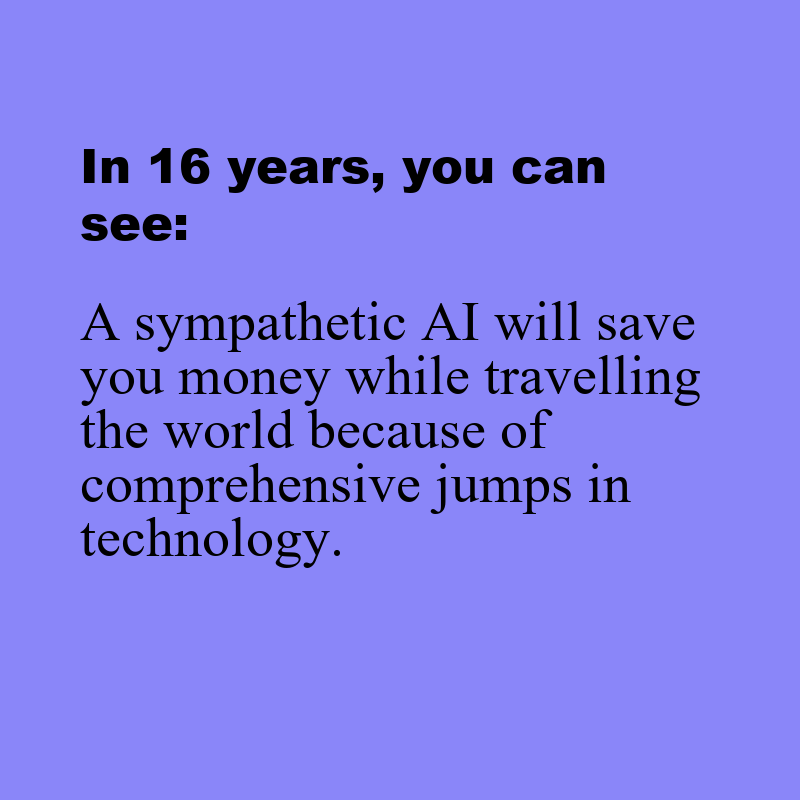 In 16 years, you can
see:
A sympathetic AI will save
you money while travelling
the world because of
comprehensive jumps in
technology.